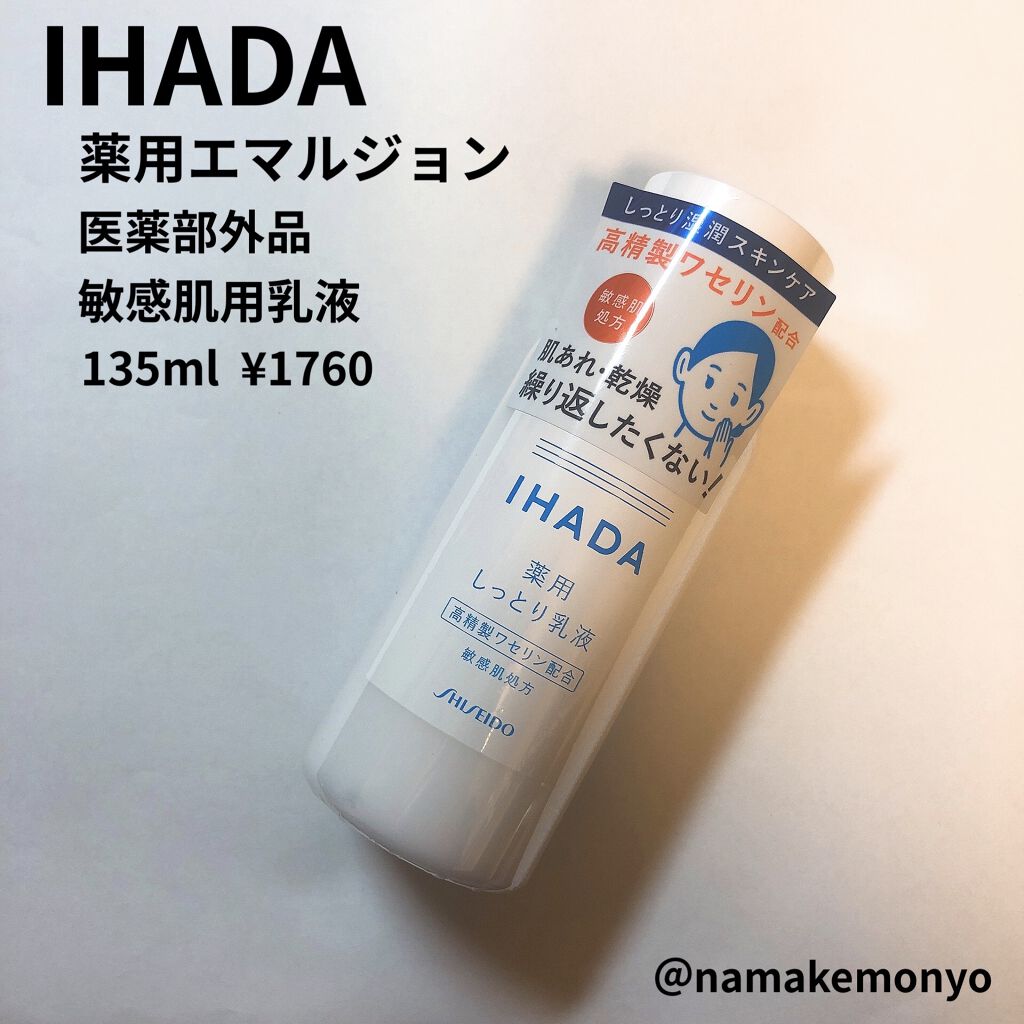 IHADA
薬用エマルジョン
医薬部外品
敏感肌用乳液
135ml ¥1760
しっとり湿潤スキンケア
高精製ワセリン配合
敏感肌
処方
肌あれ・乾燥
繰り返したくない!
IHADA
薬用
しっとり乳液
高精製ワセリン配合
敏感肌処方
SHISEIDO
@namakemonyo